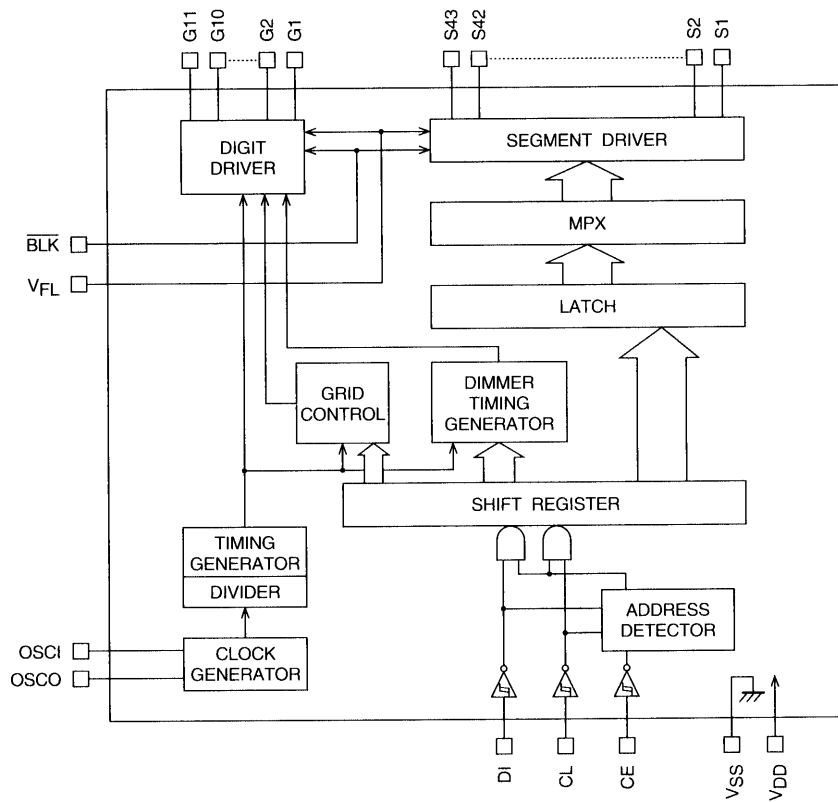 G11
G10
G2
G1
S43
S42
S2
S1
DIGIT
DRIVER
SEGMENT DRIVER
MPX
BLK
VFL
LATCH
GRID
CONTROL
DIMMER
TIMING
GENERATOR
SHIFT REGISTER
TIMING
GENERATOR
DIVIDER
ADDRESS
DETECTOR
OSCI
OSCO
CLOCK
GENERATOR
DI
CL
CE
VSS
VDD